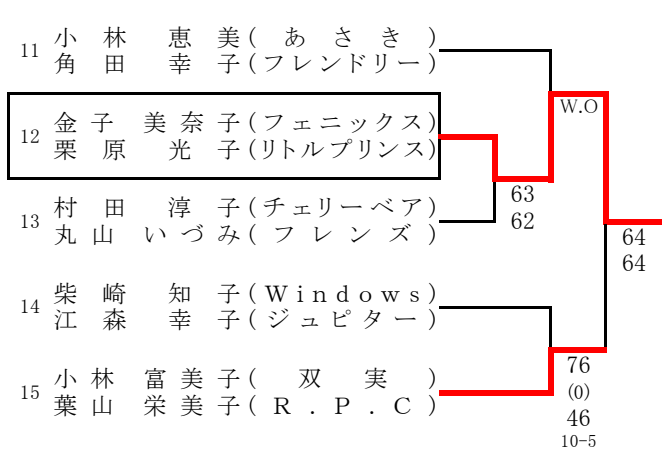 11 小林 恵美(あさき)
角田 幸子(フレンドリー)
W.O
12 金子 美奈子(フェニックス)
栗原 光子(リトルプリンス)
63
62
13 村田 淳子(チェリーベア)
丸山 いづみ(フレンズ)
64
64
14 柴崎 知子(Windows)
江森 幸子(ジュピター)
15 小林 富美子(双実)
葉山 栄美子(R.P.C)
76
(0)
46
10-5